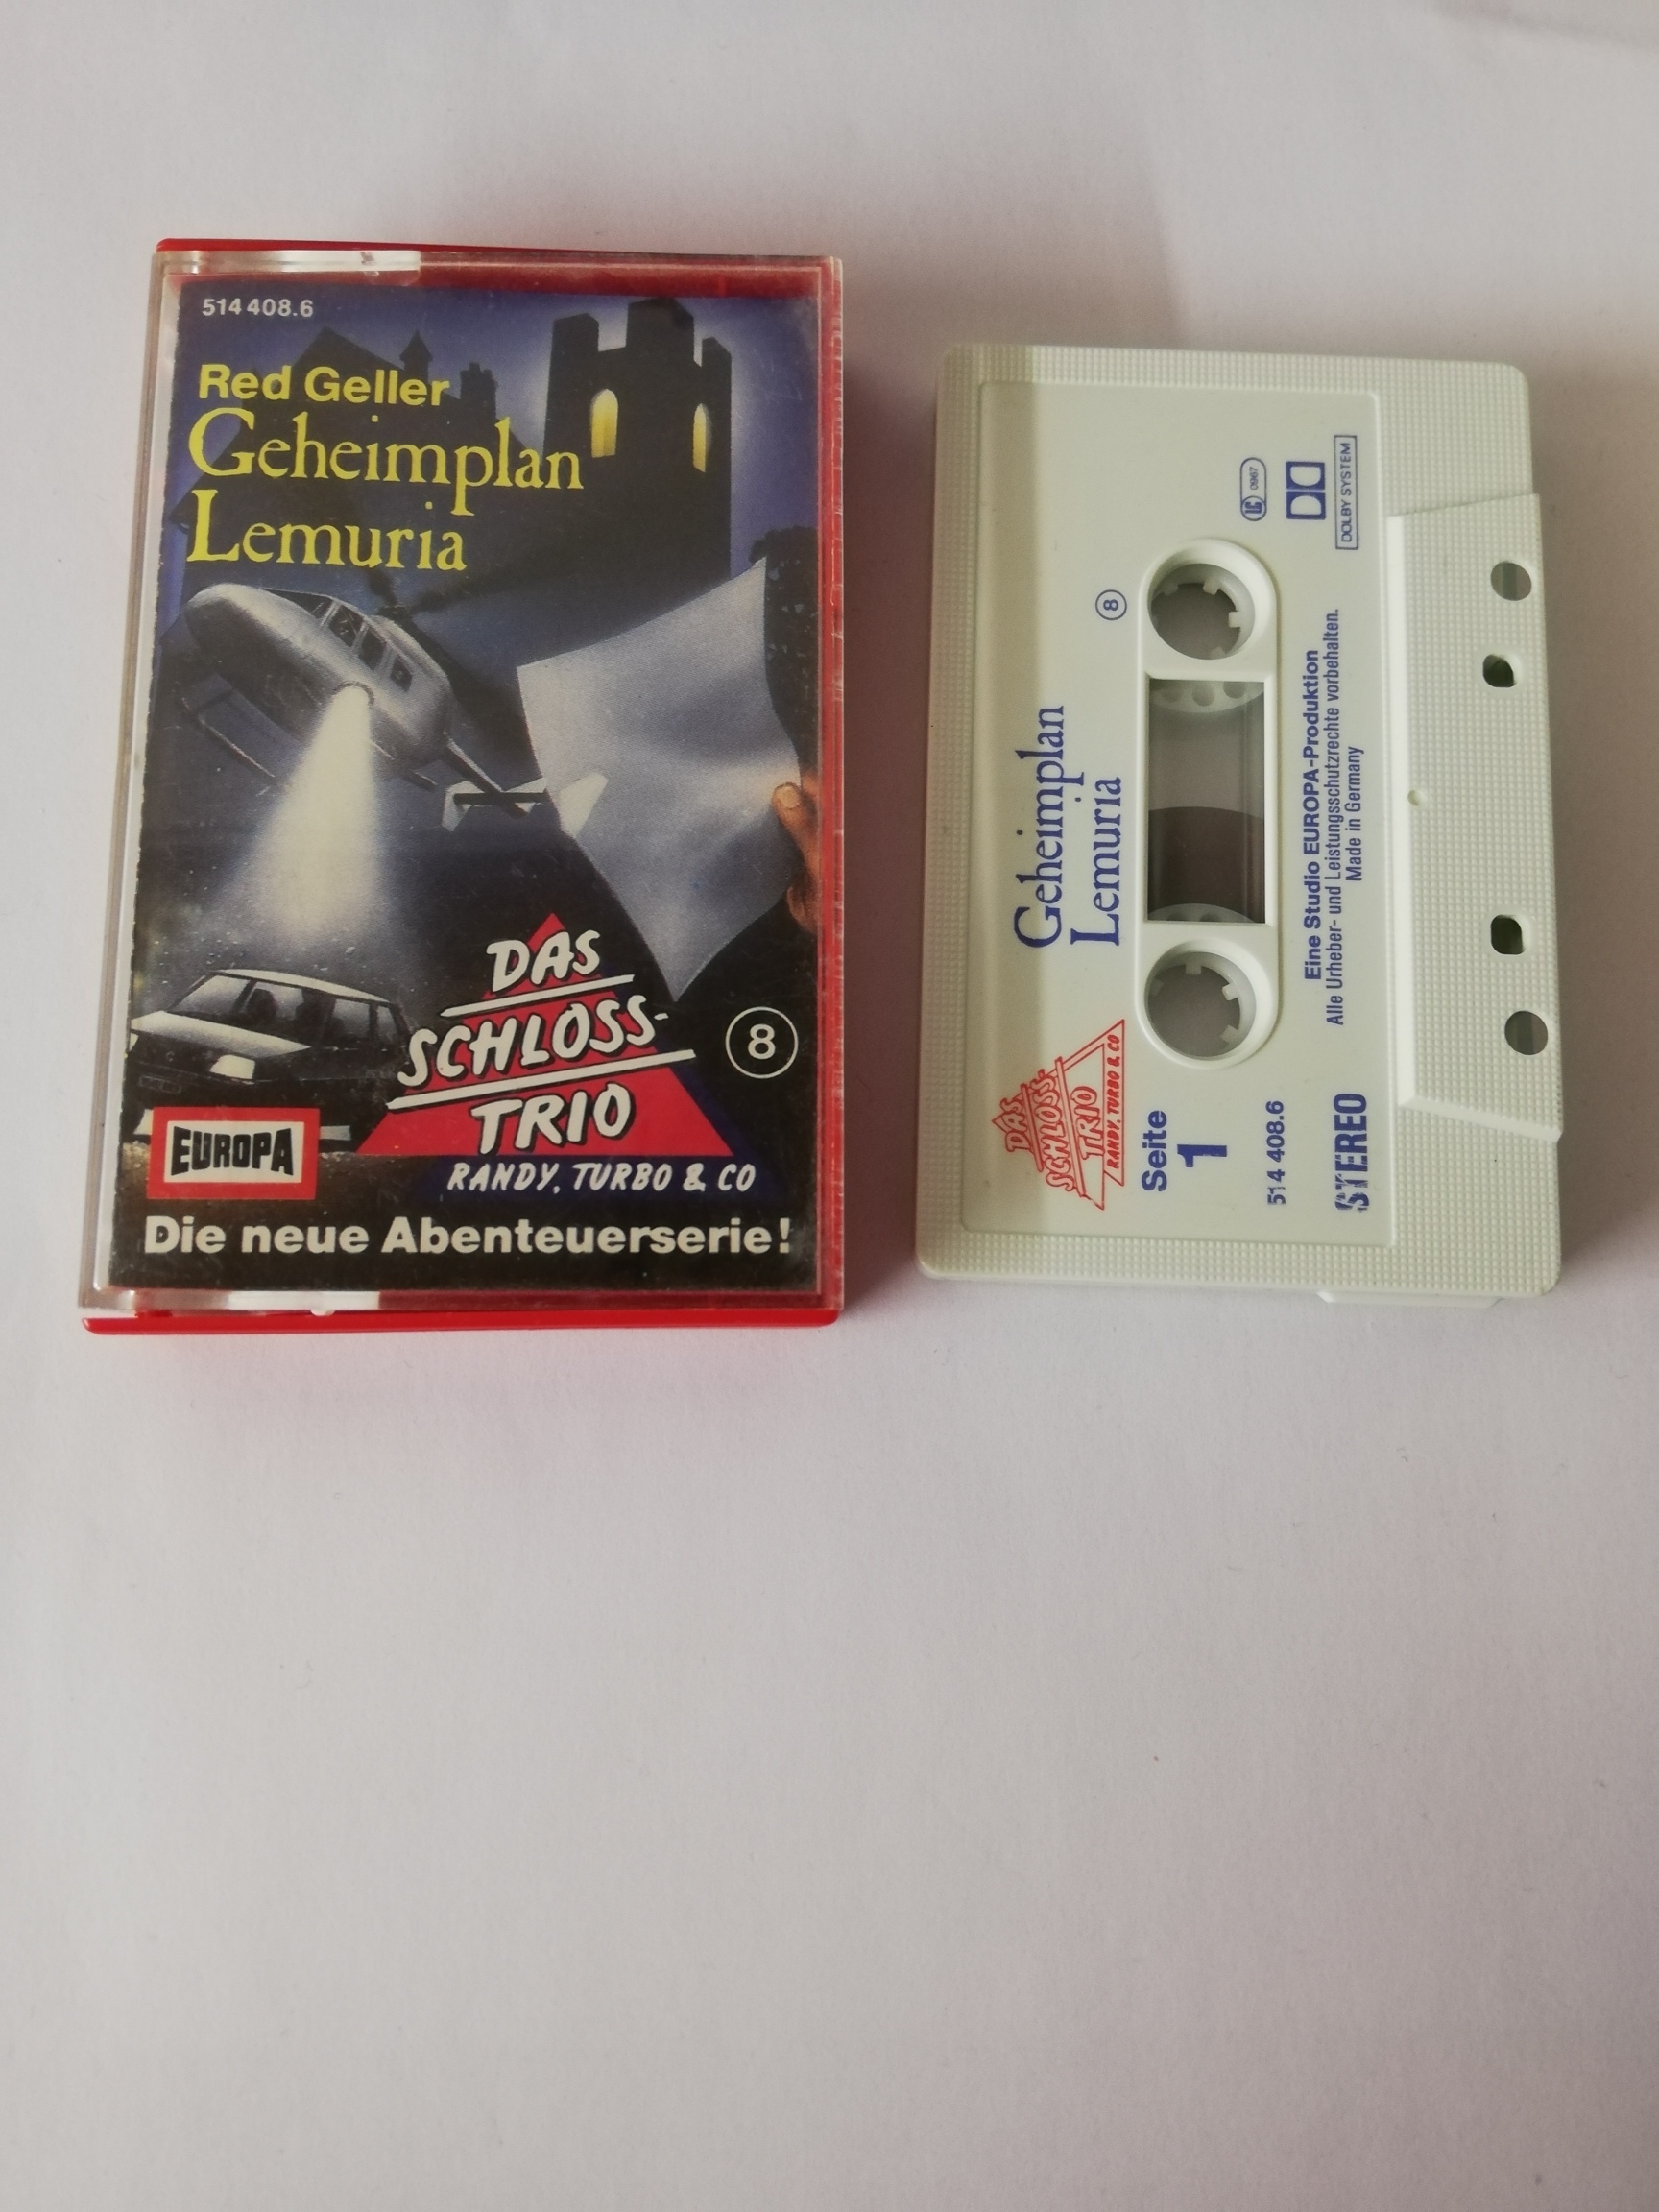 514 408.6
Red Geller
Geheimplan
Lemuria
DAS
SCHLOSS-
TRIO
RANDY, TURBO & CO
8
EUROPA
Die neue Abenteuerserie!
DAS
SCHLOSS-
TRIO
RANDY, TURBO & CO
Geheimplan
Lemuria
8
Seite
1
LC 0967
514 408.6
STEREO
Eine Studio EUROPA-Produktion
Alle Urheber- und Leistungsschutzrechte vorbehalten.
Made in Germany
DOLBY SYSTEM